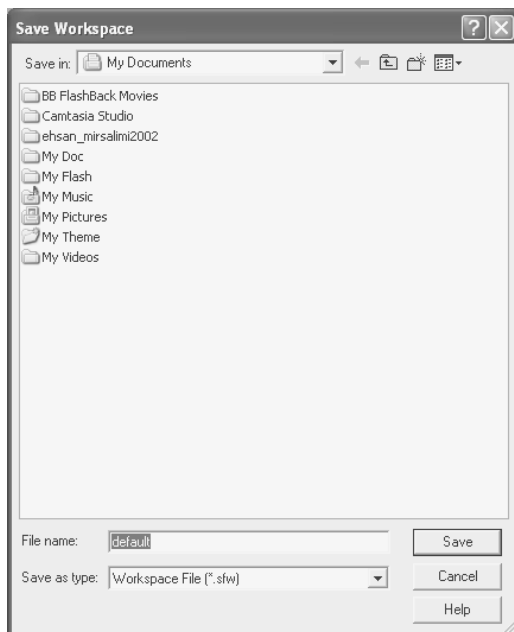 Save Workspace
Save in: My Documents
BB FlashBack Movies
Camtasia Studio
ehsan_mirsalimi2002
My Doc
My Flash
My Music
My Pictures
My Theme
My Videos
File name: default Save
Save as type: Workspace File (*.sfw) Cancel
Help